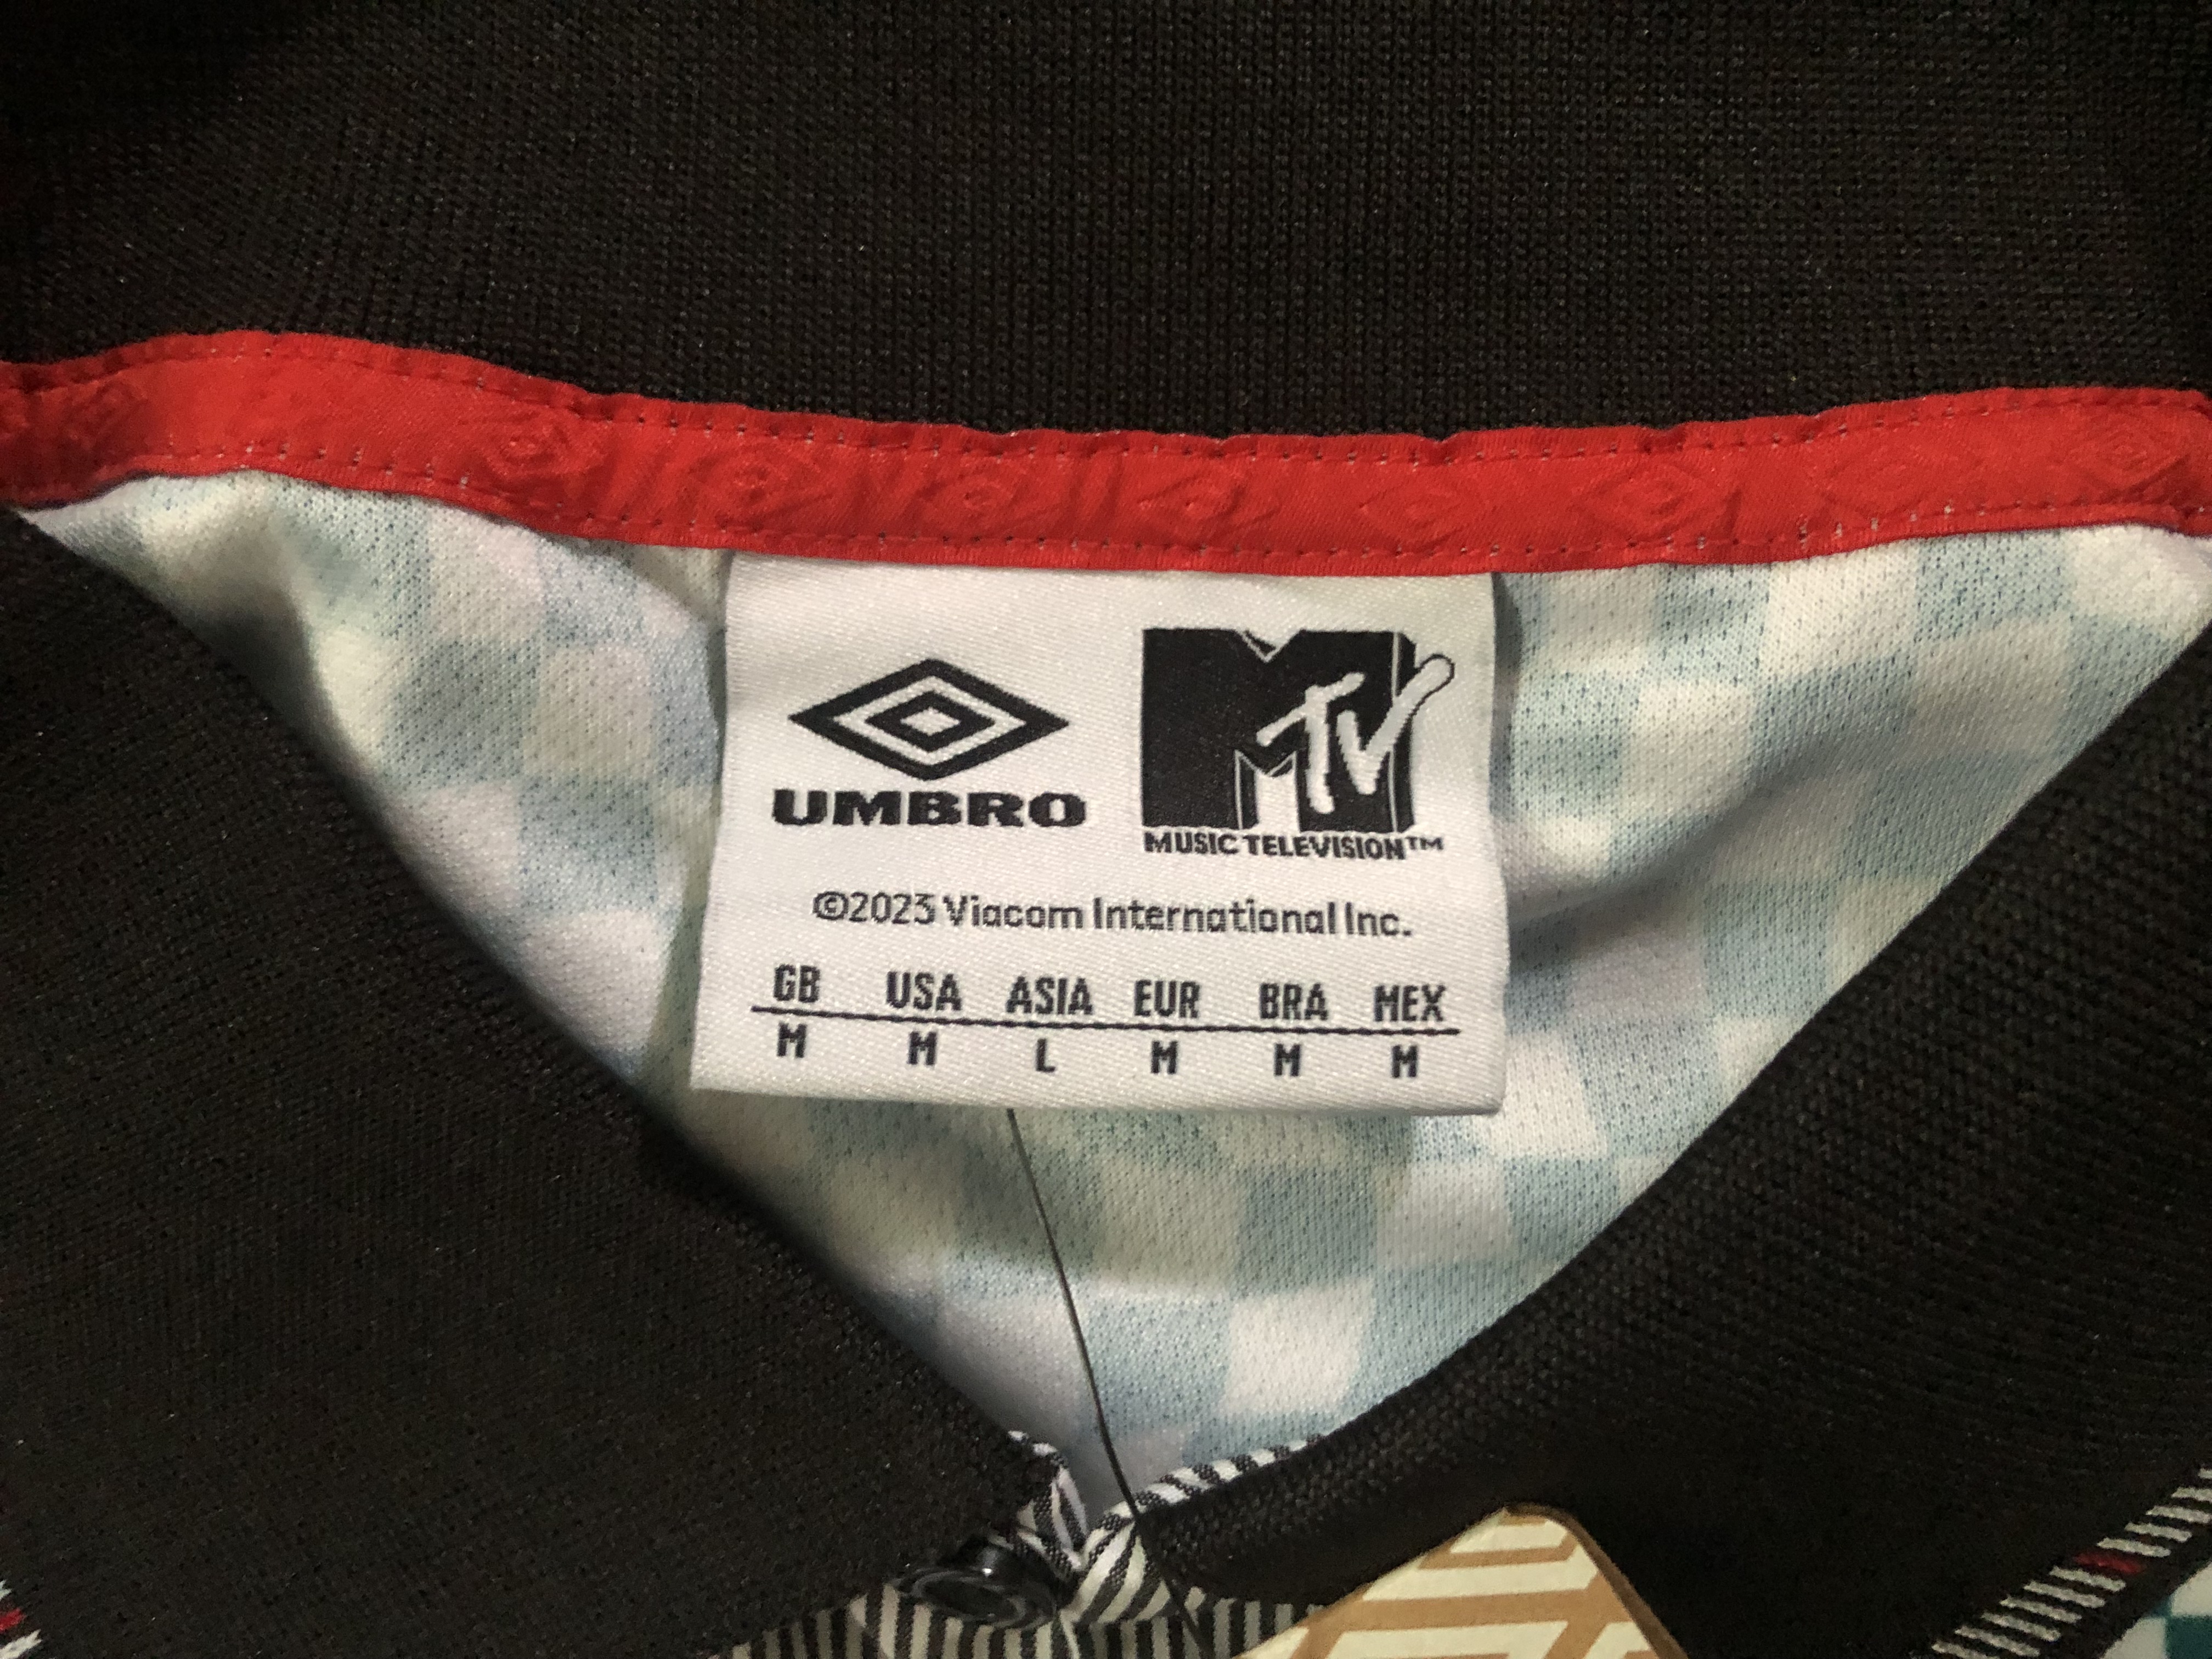 UMBRO
MTV
MUSIC TELEVISION™
©2023 Viacom International Inc.
GB USA ASIA EUR BRA MEX
M M L M M M